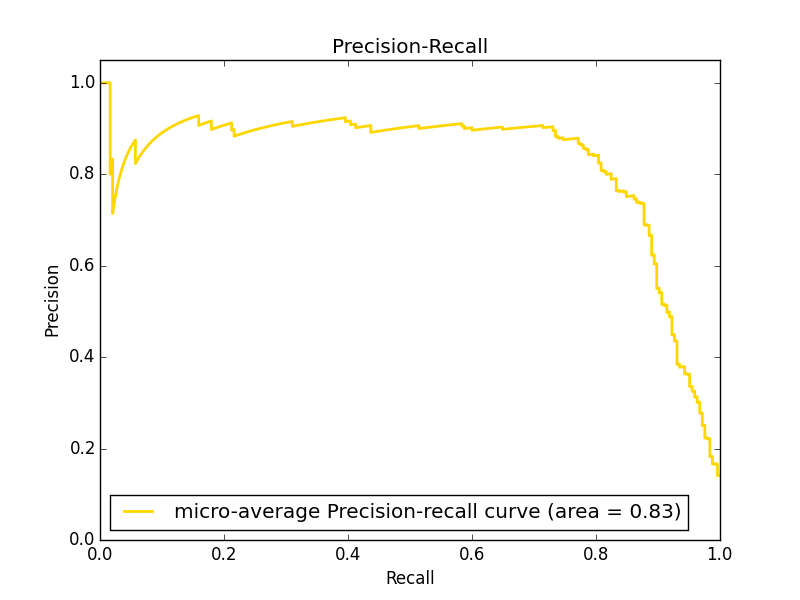 Precision-Recall
1.0
0.8
0.6
0.4
0.2
0.0
Precision
micro-average Precision-recall curve (area = 0.83)
0.0 0.2 0.4 0.6 0.8 1.0
Recall